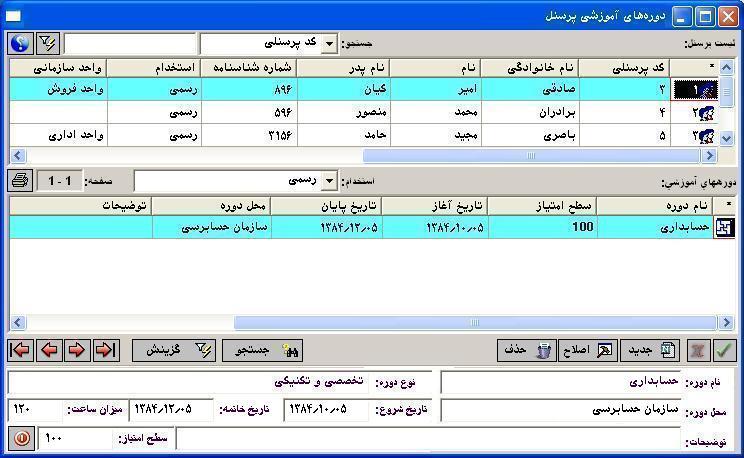 دوره‌های آموزشی پرسنل
لیست پرسنل: جستجو: کد پرسنلی
* کد پرسنلی نام خانوادگی نام نام پدر شماره شناسنامه استخدام واحد سازمانی
۱ ۳ صادقی امیر کیان ۸۹۶ رسمی واحد فروش
۲ ۴ برادران محمد منصور ۵۹۶ رسمی
۳ ۵ باصری مجید حامد ۳۱۵۶ رسمی واحد اداری
دورههاي آموزشي: استخدام: رسمی صفحه: 1 - 1
* نام دوره سطح امتیاز تاریخ آغاز تاریخ پایان محل دوره توضیحات
حسابداری 100 ۱۳۸۴/۱۰/۰۵ ۱۳۸۴/۱۲/۰۵ سازمان حسابرسی
جدید اصلاح حذف جستجو گزینش
نام دوره: حسابداری نوع دوره: تخصصی و تکنیکی
محل دوره: سازمان حسابرسی تاریخ شروع: ۱۳۸۴/۱۰/۰۵ تاریخ خاتمه: ۱۳۸۴/۱۲/۰۵ میزان ساعت: ۱۲۰
توضیحات: سطح امتیاز: ۱۰۰